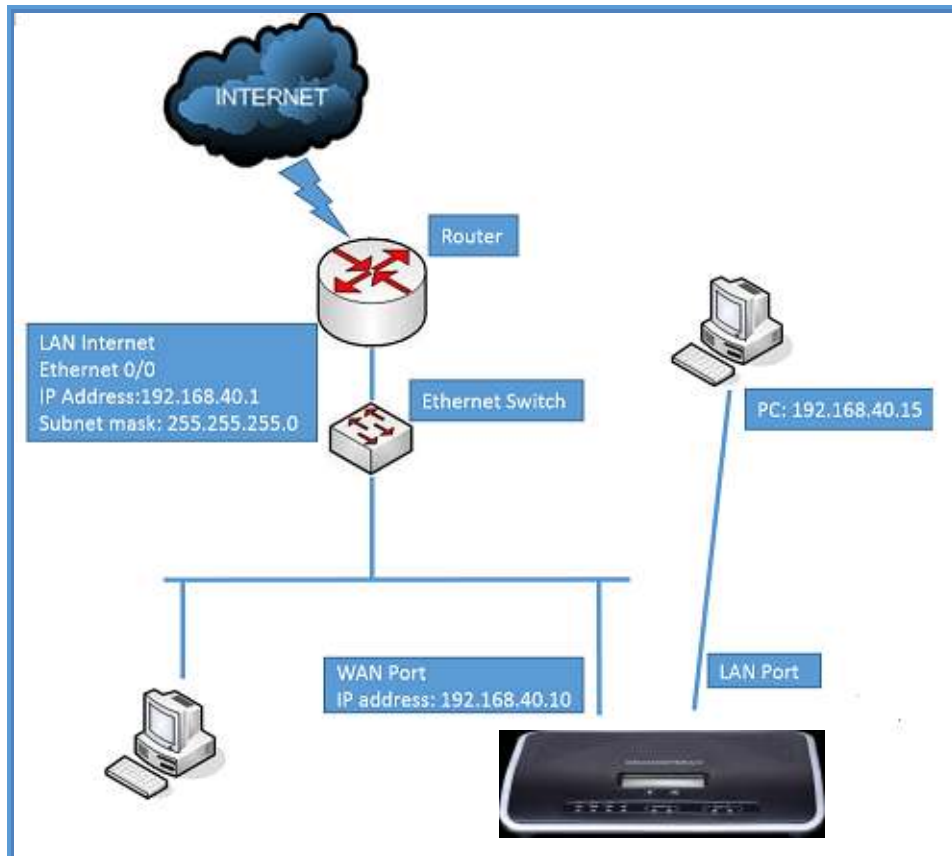 INTERNET
Router
LAN Internet
Ethernet 0/0
IP Address:192.168.40.1
Subnet mask: 255.255.255.0
Ethernet Switch
PC: 192.168.40.15
WAN Port
IP address: 192.168.40.10
LAN Port